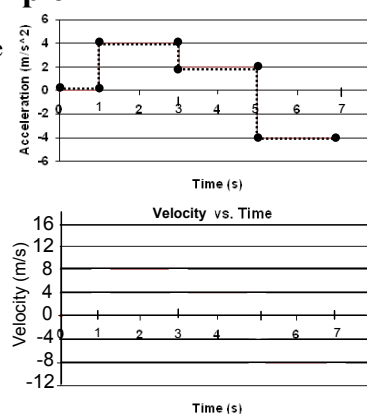 Acceleration (m/s^2)
6
4
2
0
-2
-4
-6
0 1 2 3 4 5 6 7
Time (s)
Velocity vs. Time
Velocity (m/s)
16
12
8
4
0
-4
-8
-12
0 1 2 3 4 6 7
Time (s)